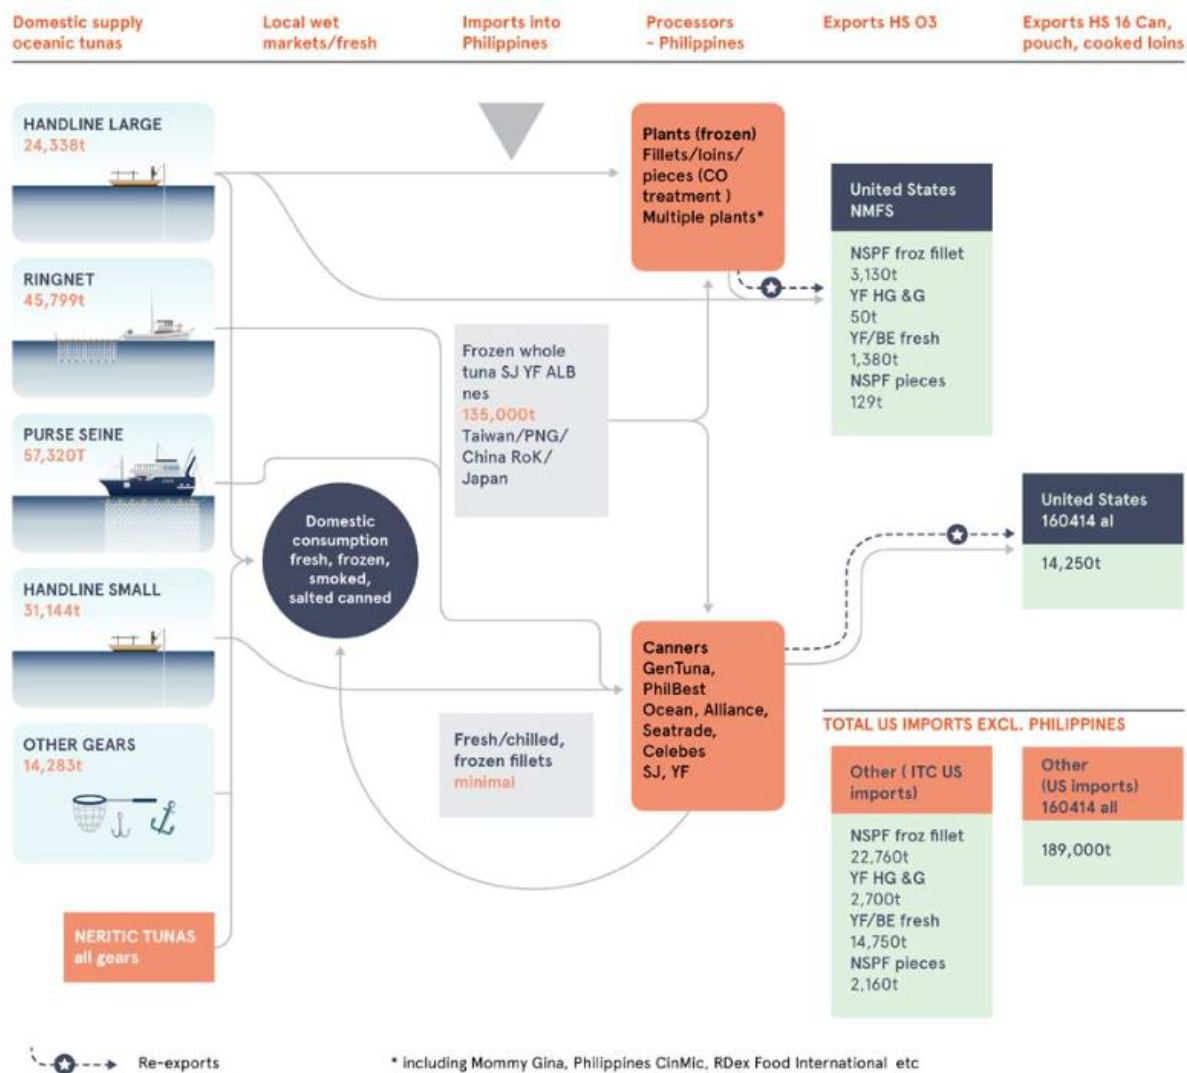 Domestic supply
oceanic tunas
Local wet
markets/fresh
Imports into
Philippines
Processors
- Philippines
Exports HS 03
Exports HS 16 Can,
pouch, cooked loins
HANDLINE LARGE
24,338t
RINGNET
45,799t
PURSE SEINE
57,320T
HANDLINE SMALL
31,144t
OTHER GEARS
14,283t
NERITIC TUNAS
all gears
Domestic
consumption
fresh, frozen,
smoked,
salted canned
Frozen whole
tuna SJ YF ALB
nes
135,000t
Taiwan/PNG/
China RoK/
Japan
Fresh/chilled,
frozen fillets
minimal
Plants (frozen)
Fillets/loins/
pieces (CO
treatment )
Multiple plants*
Canners
GenTuna,
PhilBest
Ocean, Alliance,
Seatrade,
Celebes
SJ, YF
United States
NMFS
NSPF froz fillet
3,130t
YF HG &G
50t
YF/BE fresh
1,380t
NSPF pieces
129t
United States
160414 al
14,250t
TOTAL US IMPORTS EXCL. PHILIPPINES
Other ( ITC US
imports)
NSPF froz fillet
22,760t
YF HG &G
2,700t
YF/BE fresh
14,750t
NSPF pieces
2,160t
Other
(US imports)
160414 all
189,000t
Re-exports
* including Mommy Gina, Philippines CinMic, RDex Food International etc